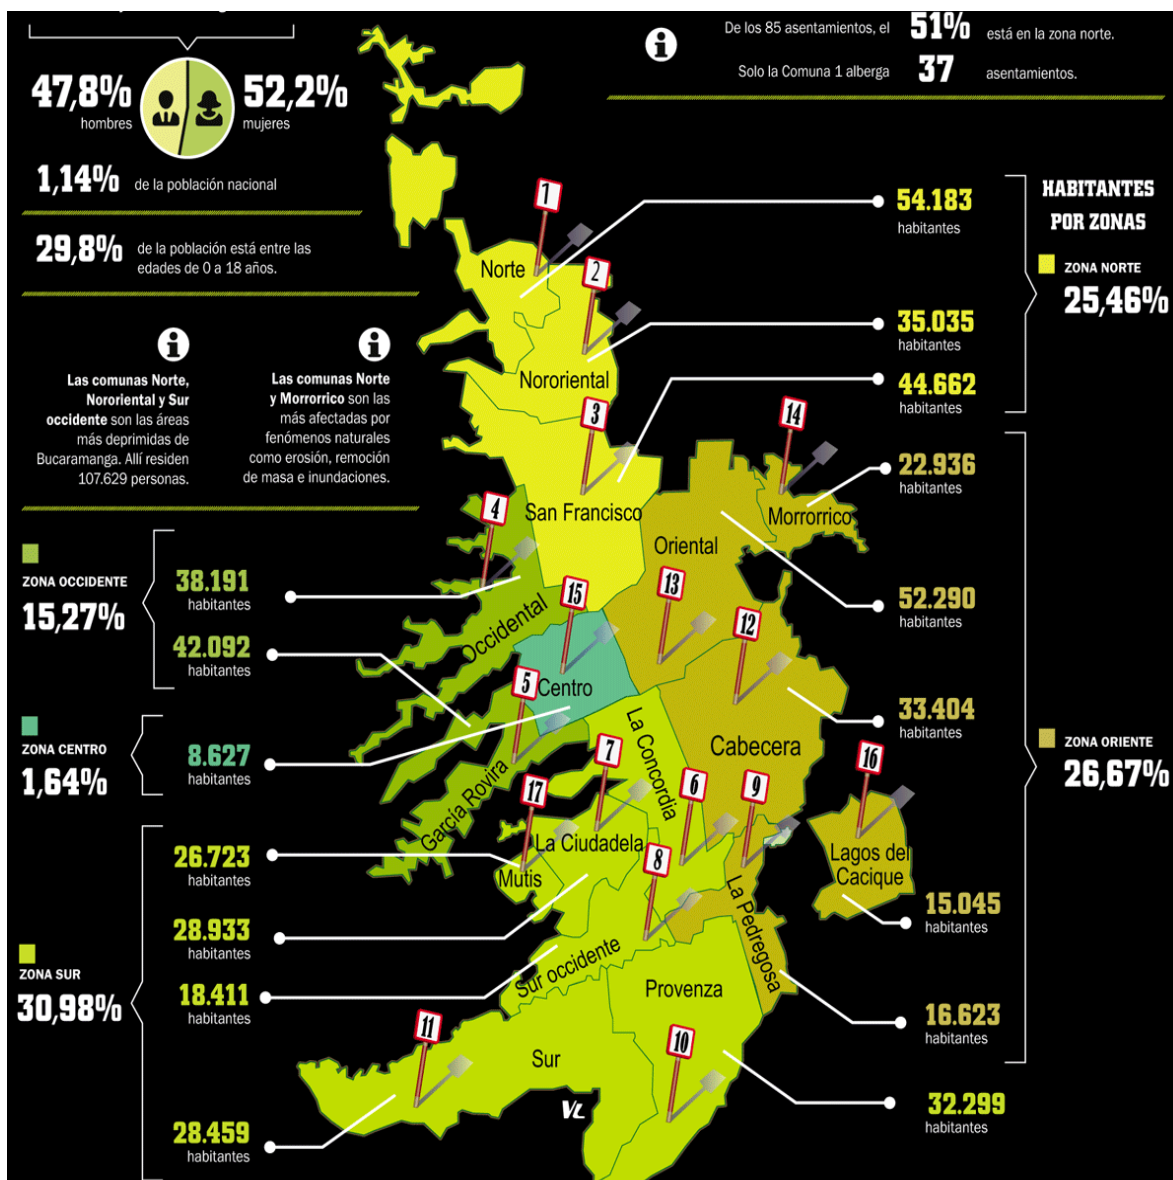 47,8%
hombres
52,2%
mujeres
1,14% de la población nacional
29,8% de la población está entre las
edades de 0 a 18 años.
Las comunas Norte,
Nororiental y Sur
occidente son las áreas
más deprimidas de
Bucaramanga. Allí residen
107.629 personas.
Las comunas Norte
y Morrorrico son las
más afectadas por
fenómenos naturales
como erosión, remoción
de masa e inundaciones.
De los 85 asentamientos, el 51% está en la zona norte.
Solo la Comuna 1 alberga 37 asentamientos.
HABITANTES
POR ZONAS
ZONA NORTE
25,46%
54.183
habitantes
35.035
habitantes
44.662
habitantes
22.936
habitantes
52.290
habitantes
33.404
habitantes
ZONA ORIENTE
26,67%
15.045
habitantes
16.623
habitantes
32.299
habitantes
ZONA OCCIDENTE
15,27%
38.191
habitantes
42.092
habitantes
ZONA CENTRO
1,64%
8.627
habitantes
ZONA SUR
30,98%
26.723
habitantes
28.933
habitantes
18.411
habitantes
28.459
habitantes
1
Norte
2
Nororiental
3
San Francisco
14
Morrorrico
4
Occidental
Oriental
13
15
Centro
12
Cabecera
5
García Rovira
La Concordia
7
La Ciudadela
6
9
16
Lagos del
Cacique
17
Mutis
8
Sur occidente
La Pedregosa
Provenza
10
11
Sur
VL